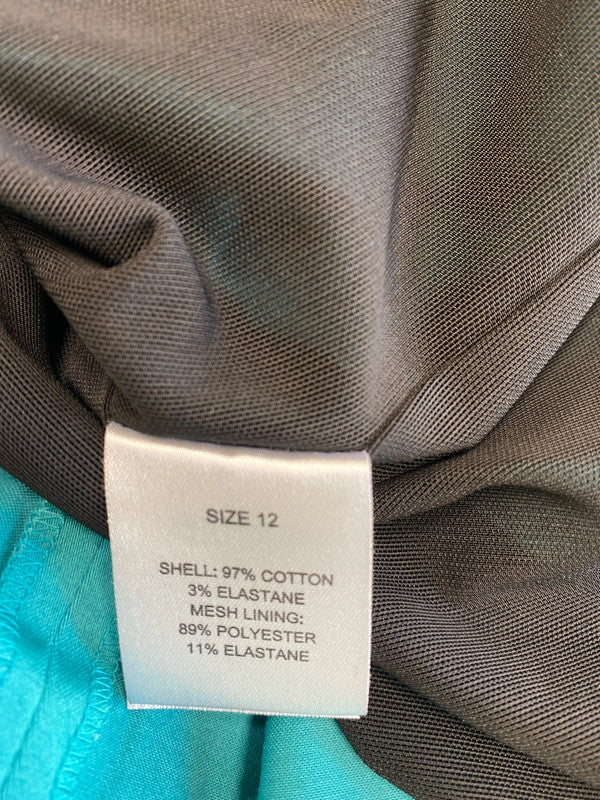 SIZE 12
SHELL: 97% COTTON
3% ELASTANE
MESH LINING:
89% POLYESTER
11% ELASTANE